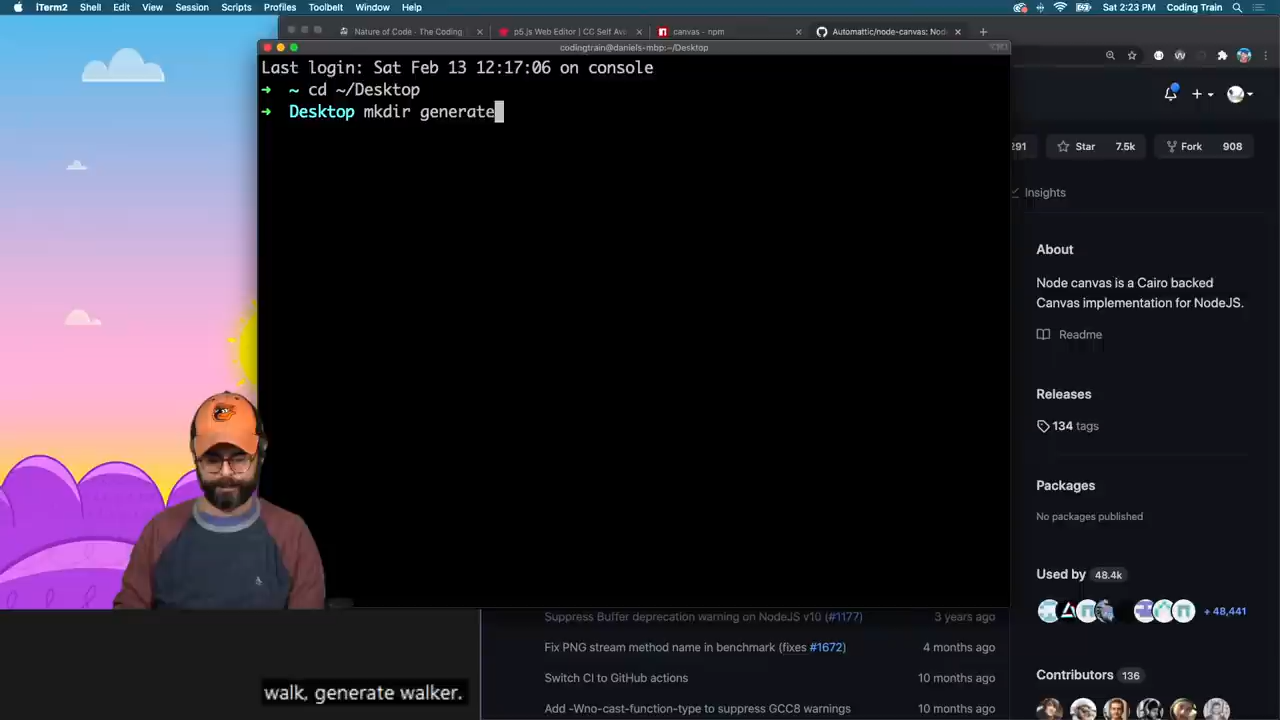 iTerm2 Shell Edit View Session Scripts Profiles Toolbelt Window Help Sat 2:23 PM Coding Train
Nature of Code - The Coding
p5.js Web Editor | CC Self Av
canvas - npm
Automattic/node-canvas: Nod
codingtrain@daniels-mbp:~/Desktop
Last login: Sat Feb 13 12:17:06 on console
➜ ~ cd ~/Desktop
➜ Desktop mkdir generate
291 Star 7.5k Fork 908
Insights
About
Node canvas is a Cairo backed
Canvas implementation for NodeJS.
Readme
Releases
134 tags
Packages
No packages published
Used by 48.4k
+ 48,441
Contributors 136
Suppress Buffer deprecation warning on NodeJS v10 (#1177) 3 years ago
Fix PNG stream method name in benchmark (fixes #1672) 4 months ago
Switch CI to GitHub actions 10 months ago
Add -Wno-cast-function-type to suppress GCC8 warnings 10 months ago
walk, generate walker.